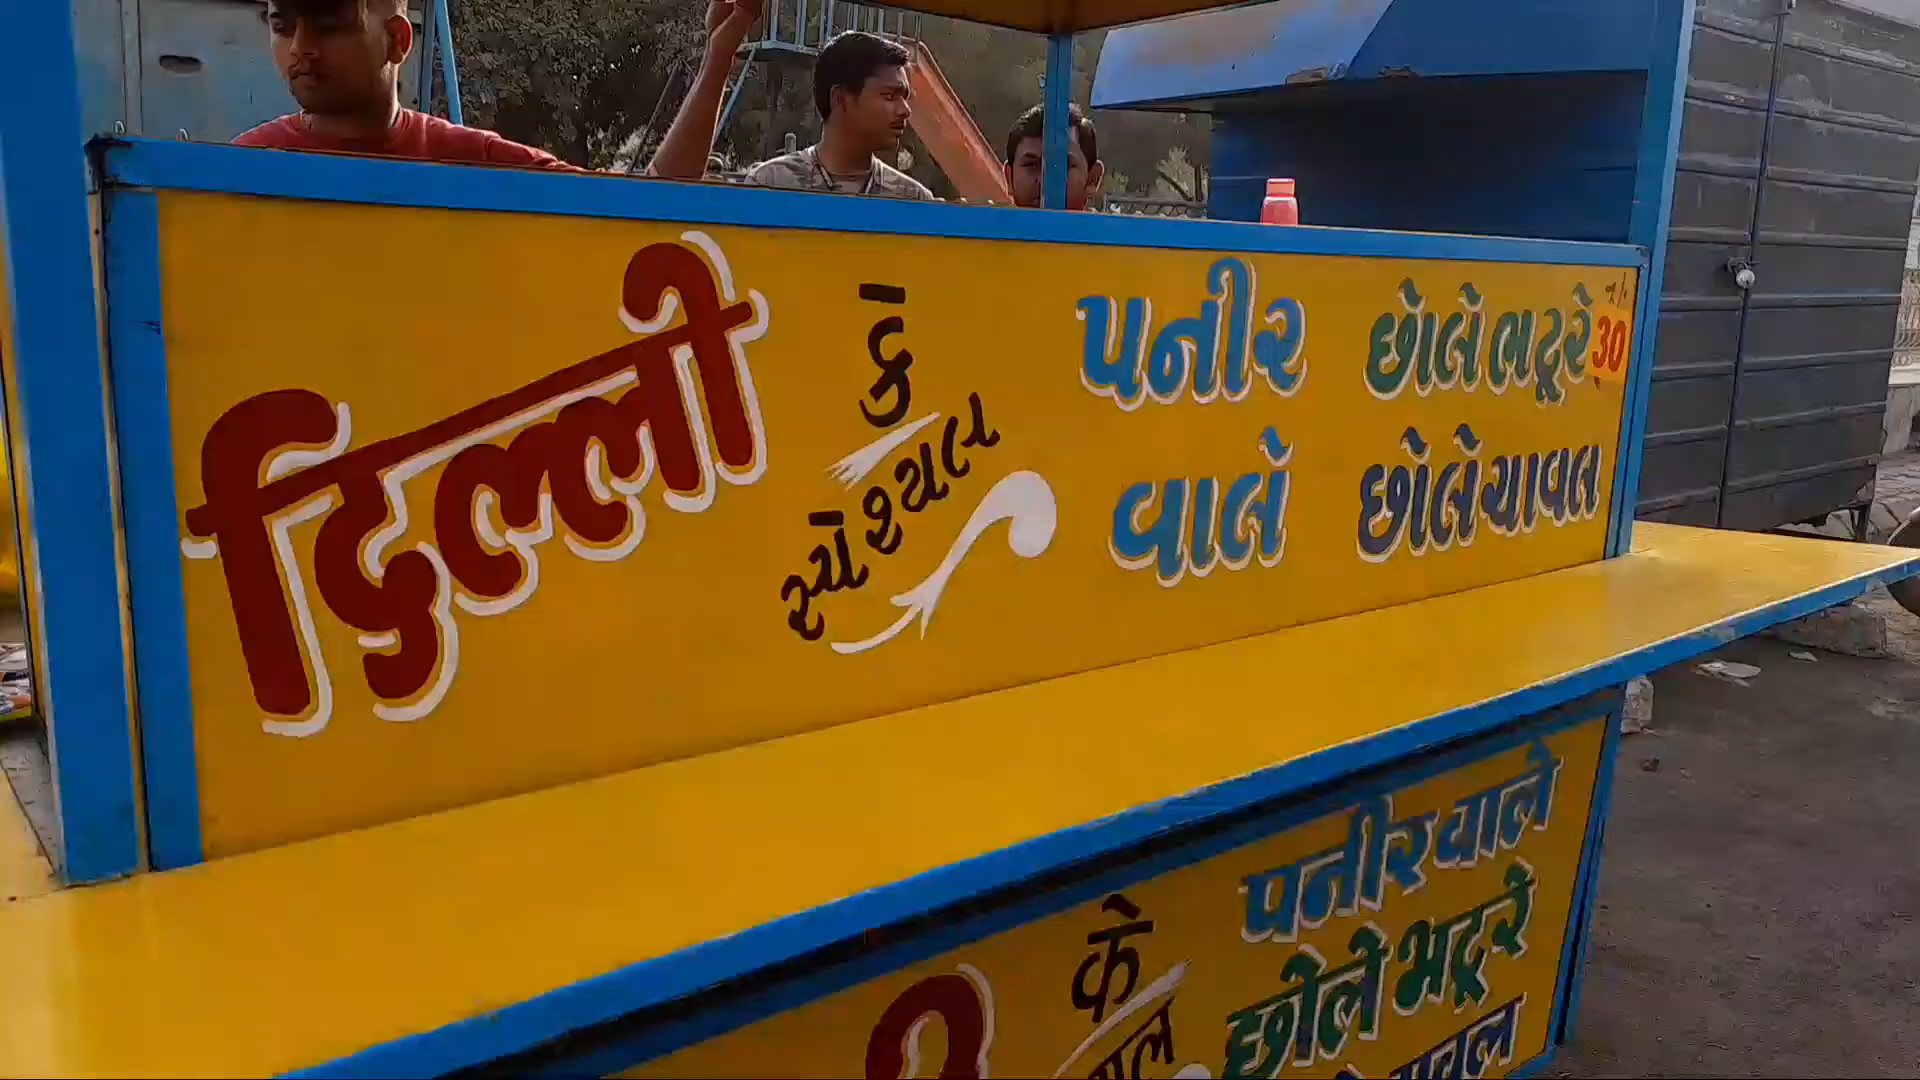 दिल्ली
કે
સ્પેશ્યલ
પનીર
વાલે
છોલે ભટૂરે 30
છોલે ચાવલ
के
पनीर वाले
छोले भटूरे